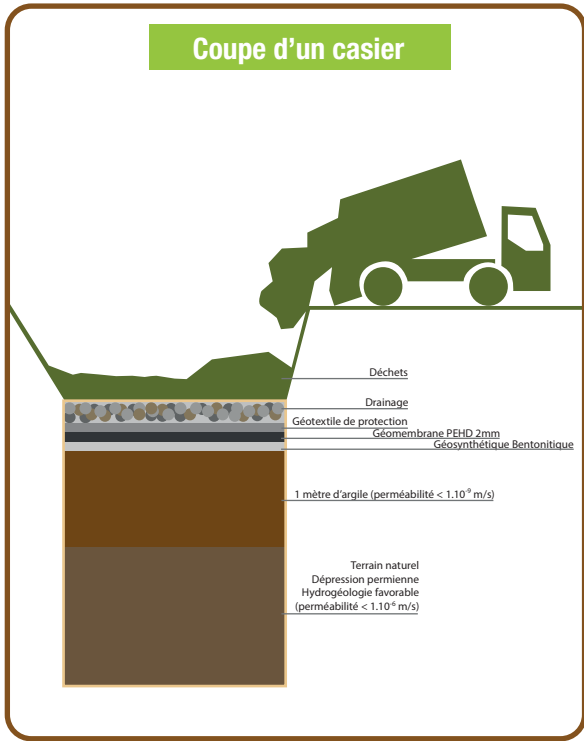 Coupe d'un casier
Déchets
Drainage
Géotextile de protection
Géomembrane PEHD 2mm
Géosynthétique Bentonitique
1 mètre d'argile (perméabilité < 1.10⁻⁹ m/s)
Terrain naturel
Dépression permienne
Hydrogéologie favorable
(perméabilité < 1.10⁻⁶ m/s)